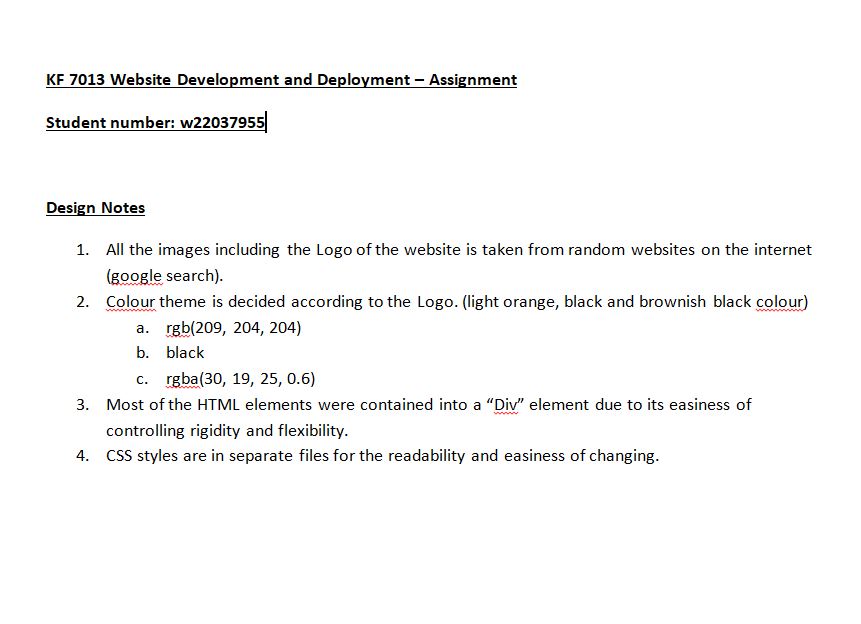 KF 7013 Website Development and Deployment – Assignment
Student number: w22037955
Design Notes
1. All the images including the Logo of the website is taken from random websites on the internet
(google search).
2. Colour theme is decided according to the Logo. (light orange, black and brownish black colour)
a. rgb(209, 204, 204)
b. black
c. rgba(30, 19, 25, 0.6)
3. Most of the HTML elements were contained into a “Div” element due to its easiness of
controlling rigidity and flexibility.
4. CSS styles are in separate files for the readability and easiness of changing.